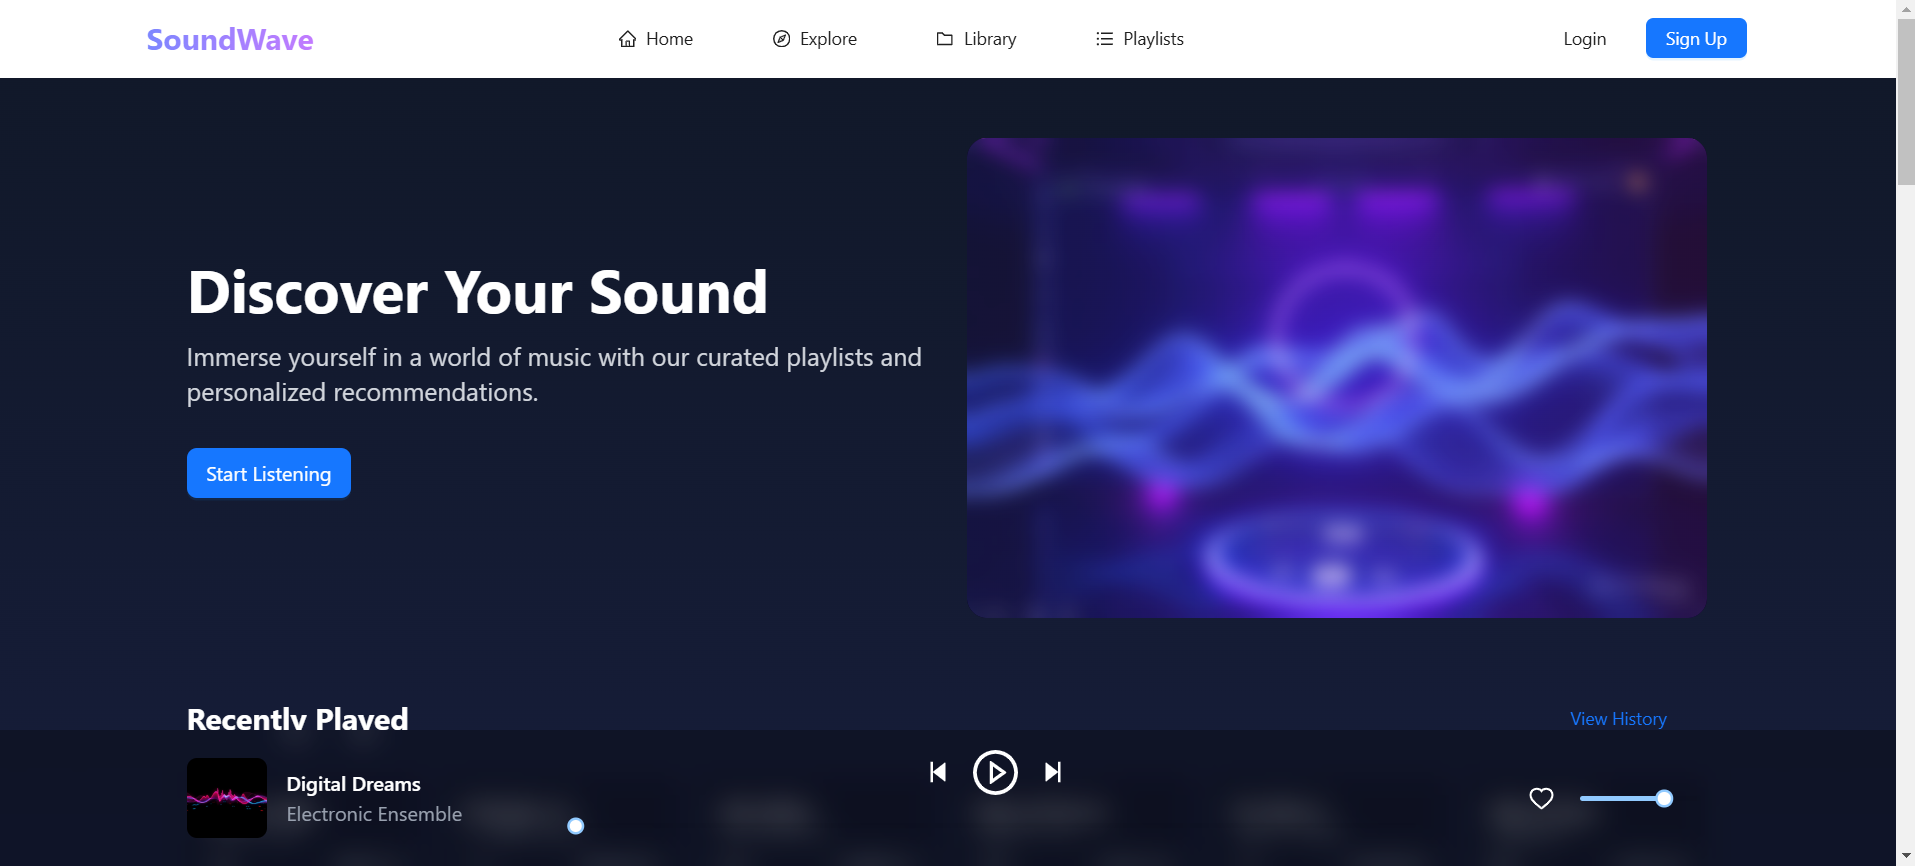 SoundWave
Home
Explore
Library
Playlists
Login
Sign Up
Discover Your Sound
Immerse yourself in a world of music with our curated playlists and
personalized recommendations.
Start Listening
Recently Played
View History
Digital Dreams
Electronic Ensemble